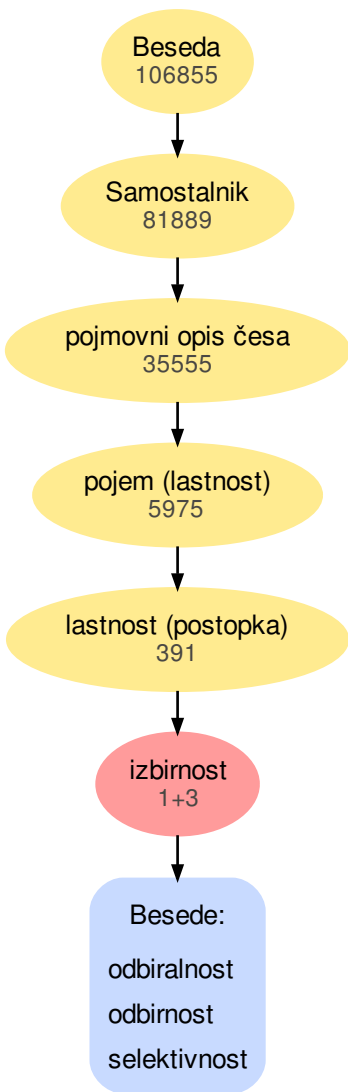 Beseda
106855
Samostalnik
81889
pojmovni opis česa
35555
pojem (lastnost)
5975
lastnost (postopka)
391
izbirnost
1+3
Besede:
odbiralnost
odbirnost
selektivnost